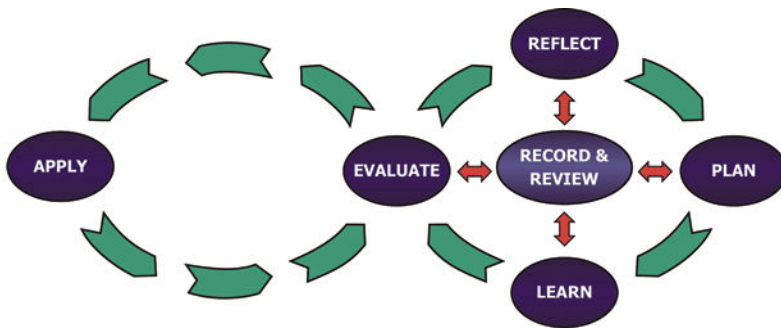 REFLECT
APPLY
EVALUATE
RECORD &
REVIEW
PLAN
LEARN